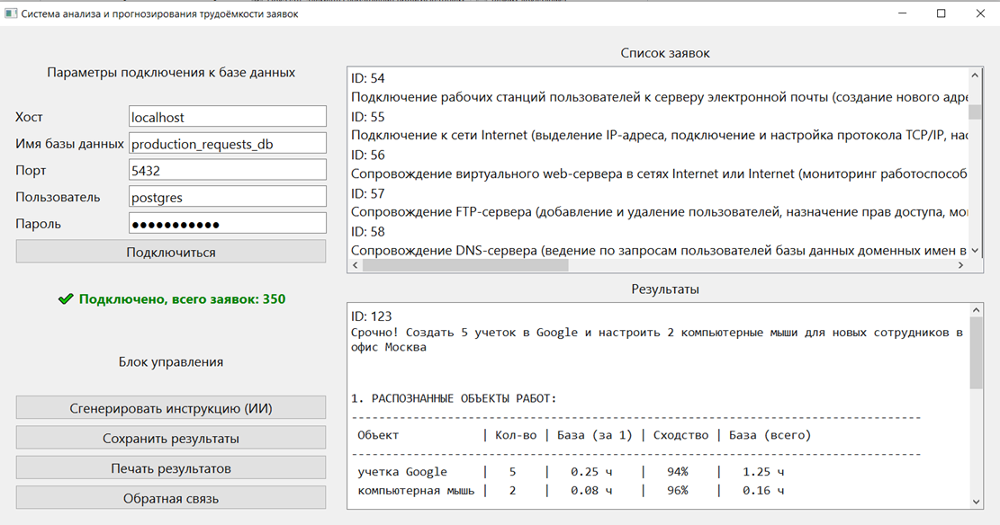 Система анализа и прогнозирования трудоёмкости заявок
Параметры подключения к базе данных
Хост localhost
Имя базы данных production_requests_db
Порт 5432
Пользователь postgres
Пароль ●●●●●●●●●●●
Подключиться
✔ Подключено, всего заявок: 350
Блок управления
Сгенерировать инструкцию (ИИ)
Сохранить результаты
Печать результатов
Обратная связь
Список заявок
ID: 54
Подключение рабочих станций пользователей к серверу электронной почты (создание нового адре
ID: 55
Подключение к сети Internet (выделение IP-адреса, подключение и настройка протокола TCP/IP, нас
ID: 56
Сопровождение виртуального web-сервера в сетях Internet или Internet (мониторинг работоспособ
ID: 57
Сопровождение FTP-сервера (добавление и удаление пользователей, назначение прав доступа, мон
ID: 58
Сопровождение DNS-сервера (ведение по запросам пользователей базы данных доменных имен в
Результаты
ID: 123
Срочно! Создать 5 учеток в Google и настроить 2 компьютерные мыши для новых сотрудников в
офис Москва
1. РАСПОЗНАННЫЕ ОБЪЕКТЫ РАБОТ:
Объект | Кол-во | База (за 1) | Сходство | База (всего)
учетка Google | 5 | 0.25 ч | 94% | 1.25 ч
компьютерная мышь | 2 | 0.08 ч | 96% | 0.16 ч